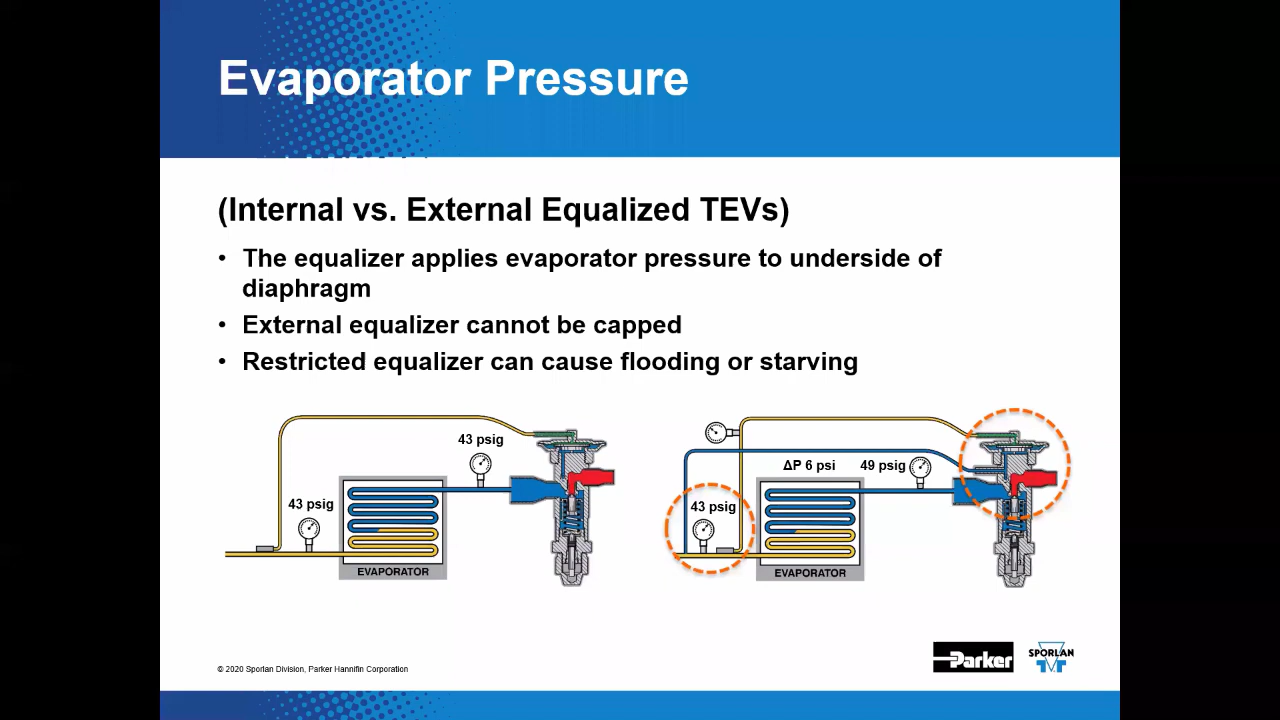 Evaporator Pressure
(Internal vs. External Equalized TEVs)
• The equalizer applies evaporator pressure to underside of
diaphragm
• External equalizer cannot be capped
• Restricted equalizer can cause flooding or starving
43 psig
43 psig
EVAPORATOR
ΔP 6 psi
49 psig
43 psig
EVAPORATOR
© 2020 Sporlan Division, Parker Hannifin Corporation
Parker
SPORLAN